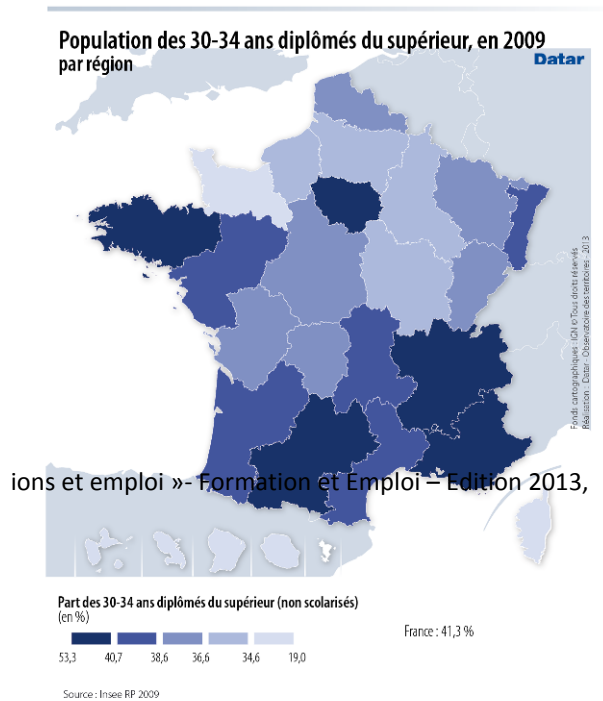 Population des 30-34 ans diplômés du supérieur, en 2009
par région
Datar
Fonds cartographiques : IGN © Tous droits réservés
Réalisation : Datar - Observatoire des territoires - 2013
ions et emploi »- Formation et Emploi – Edition 2013,
Part des 30-34 ans diplômés du supérieur (non scolarisés)
(en %)
53,3 40,7 38,6 36,6 34,6 19,0
France : 41,3 %
Source : Insee RP 2009